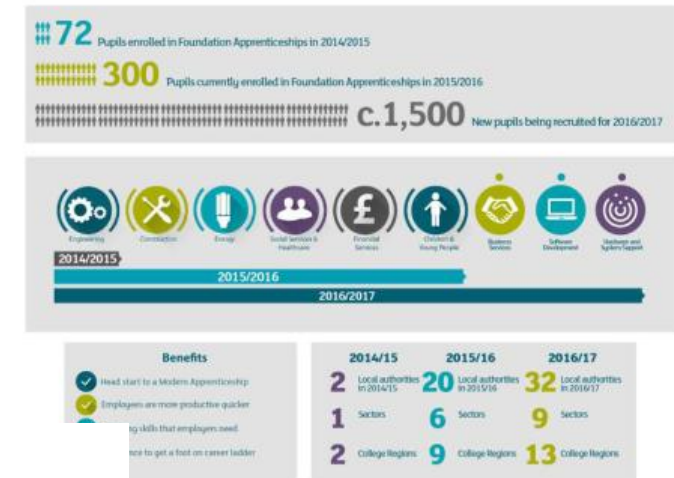 72 Pupils enrolled in Foundation Apprenticeships in 2014/2015
300 Pupils currently enrolled in Foundation Apprenticeships in 2015/2016
c.1,500 New pupils being recruited for 2016/2017
£
Engineering Construction Energy Social Services & Healthcare Financial Services Children & Young People Business Services Software Development Hardware and System Support
2014/2015
2015/2016
2016/2017
Benefits
Head start to a Modern Apprenticeship
Employees are more productive quicker
skills that employers need
to get a foot on career ladder
2014/15 2015/16 2016/17
2 Local authorities in 2014/15 20 Local authorities in 2015/16 32 Local authorities in 2016/17
1 Sectors 6 Sectors 9 Sectors
2 College Regions 9 College Regions 13 College Regions